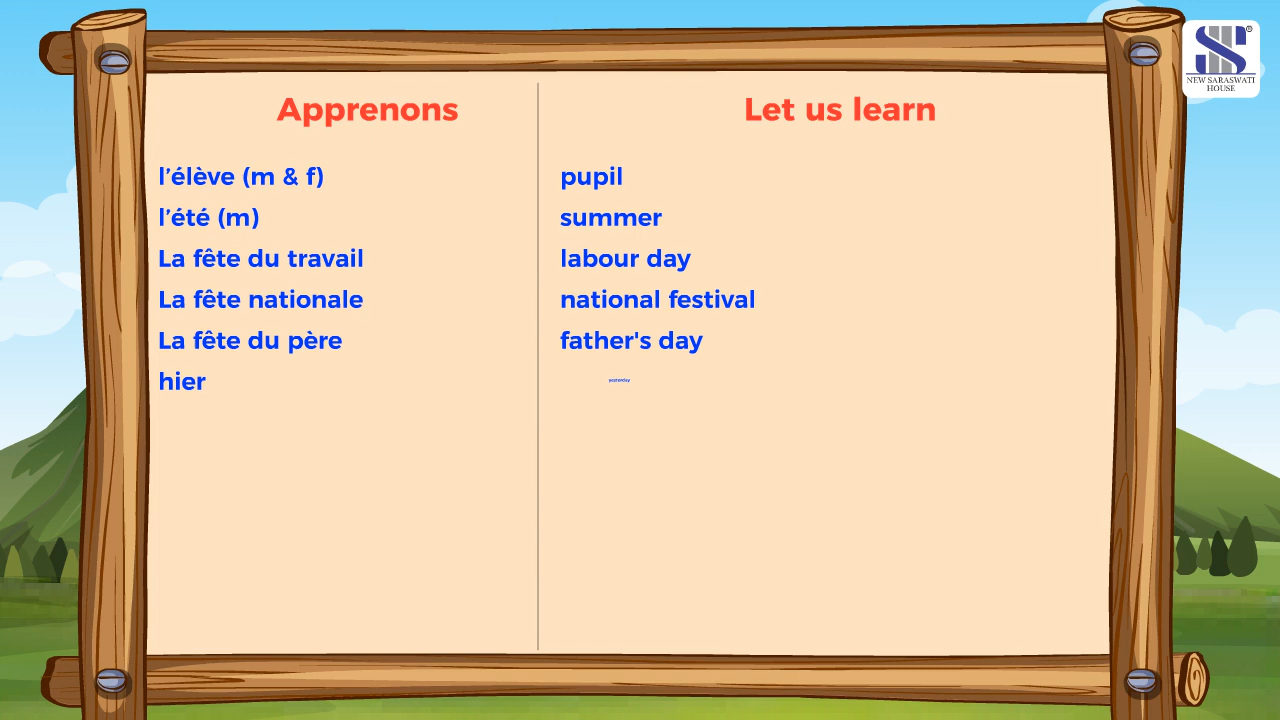 Apprenons Let us learn
l’élève (m & f) pupil
l’été (m) summer
La fête du travail labour day
La fête nationale national festival
La fête du père father's day
hier yesterday
NEW SARASWATI
HOUSE